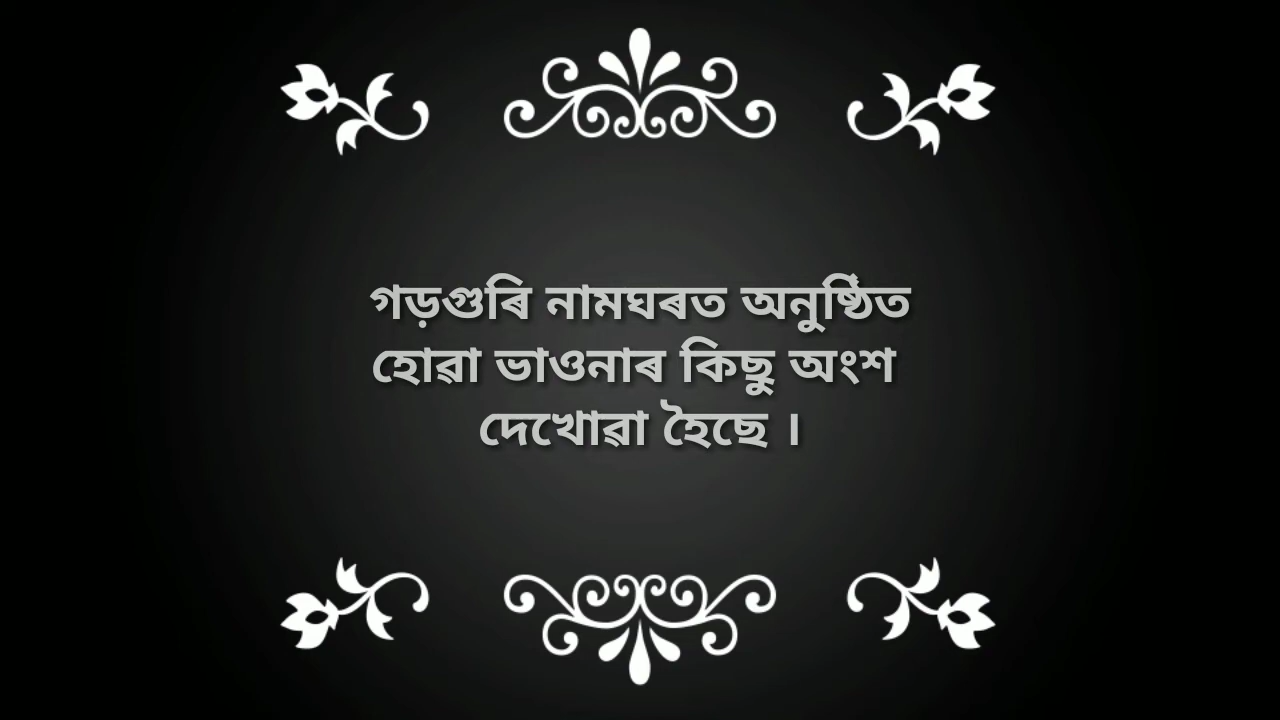 গড়গুৰি নামঘৰত অনুষ্ঠিত
হোৱা ভাওনাৰ কিছু অংশ
দেখোৱা হৈছে ।